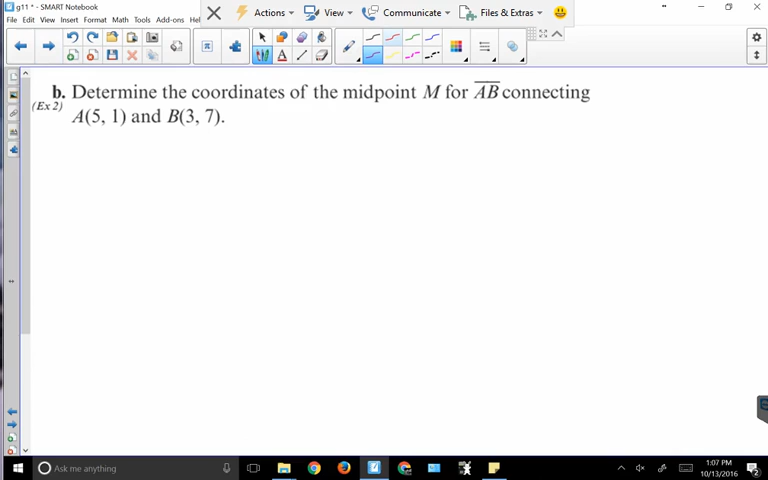 g11 * - SMART Notebook
Actions View Communicate Files & Extras
File Edit View Insert Format Math Tools Add-ons Hel
b. Determine the coordinates of the midpoint M for AB connecting
(Ex 2)
A(5, 1) and B(3, 7).
Ask me anything
1:07 PM
10/13/2016
2